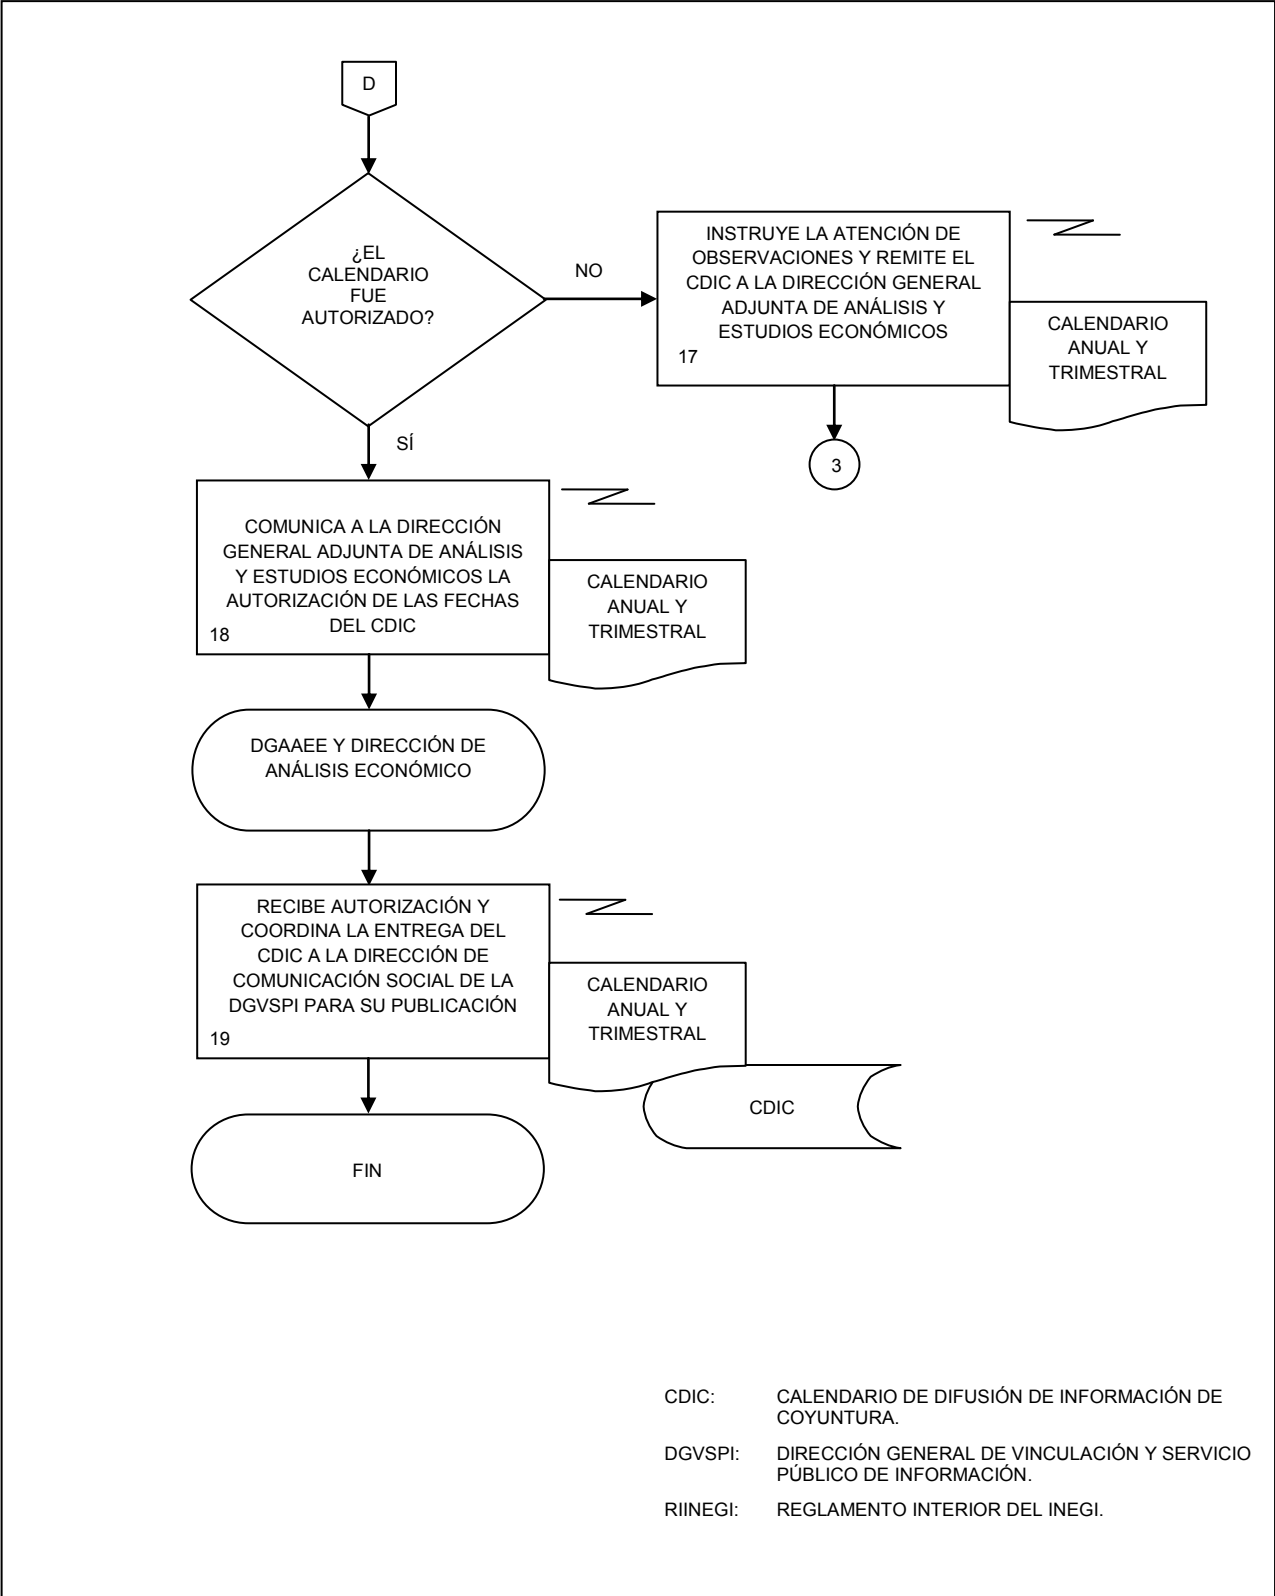 D
¿EL
CALENDARIO
FUE
AUTORIZADO?
NO
INSTRUYE LA ATENCIÓN DE
OBSERVACIONES Y REMITE EL
CDIC A LA DIRECCIÓN GENERAL
ADJUNTA DE ANÁLISIS Y
ESTUDIOS ECONÓMICOS
17
CALENDARIO
ANUAL Y
TRIMESTRAL
3
SÍ
COMUNICA A LA DIRECCIÓN
GENERAL ADJUNTA DE ANÁLISIS
Y ESTUDIOS ECONÓMICOS LA
AUTORIZACIÓN DE LAS FECHAS
DEL CDIC
18
CALENDARIO
ANUAL Y
TRIMESTRAL
DGAAEE Y DIRECCIÓN DE
ANÁLISIS ECONÓMICO
RECIBE AUTORIZACIÓN Y
COORDINA LA ENTREGA DEL
CDIC A LA DIRECCIÓN DE
COMUNICACIÓN SOCIAL DE LA
DGVSPI PARA SU PUBLICACIÓN
19
CALENDARIO
ANUAL Y
TRIMESTRAL
CDIC
FIN
CDIC: CALENDARIO DE DIFUSIÓN DE INFORMACIÓN DE
COYUNTURA.
DGVSPI: DIRECCIÓN GENERAL DE VINCULACIÓN Y SERVICIO
PÚBLICO DE INFORMACIÓN.
RIINEGI: REGLAMENTO INTERIOR DEL INEGI.